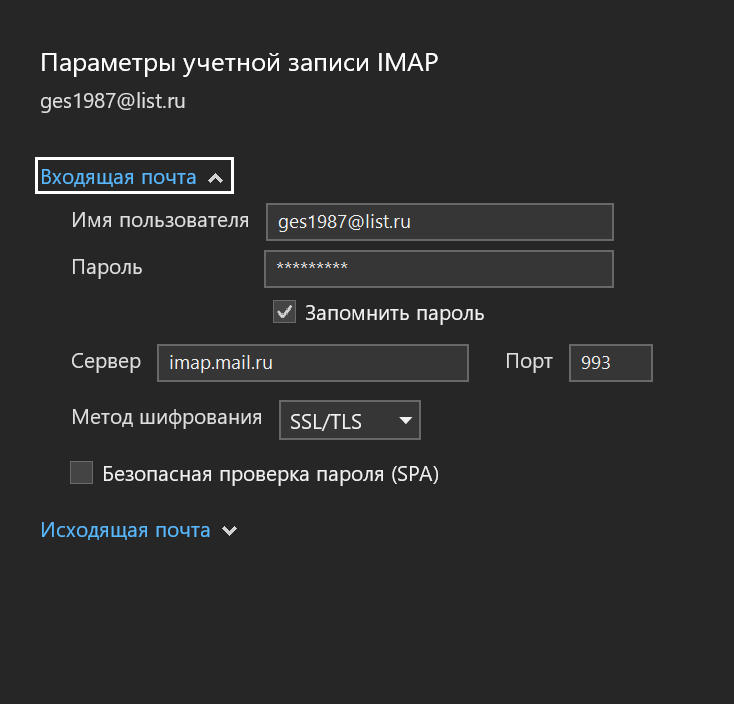 Параметры учетной записи IMAP
ges1987@list.ru
Входящая почта
Имя пользователя ges1987@list.ru
Пароль *********
Запомнить пароль
Сервер imap.mail.ru Порт 993
Метод шифрования SSL/TLS
Безопасная проверка пароля (SPA)
Исходящая почта